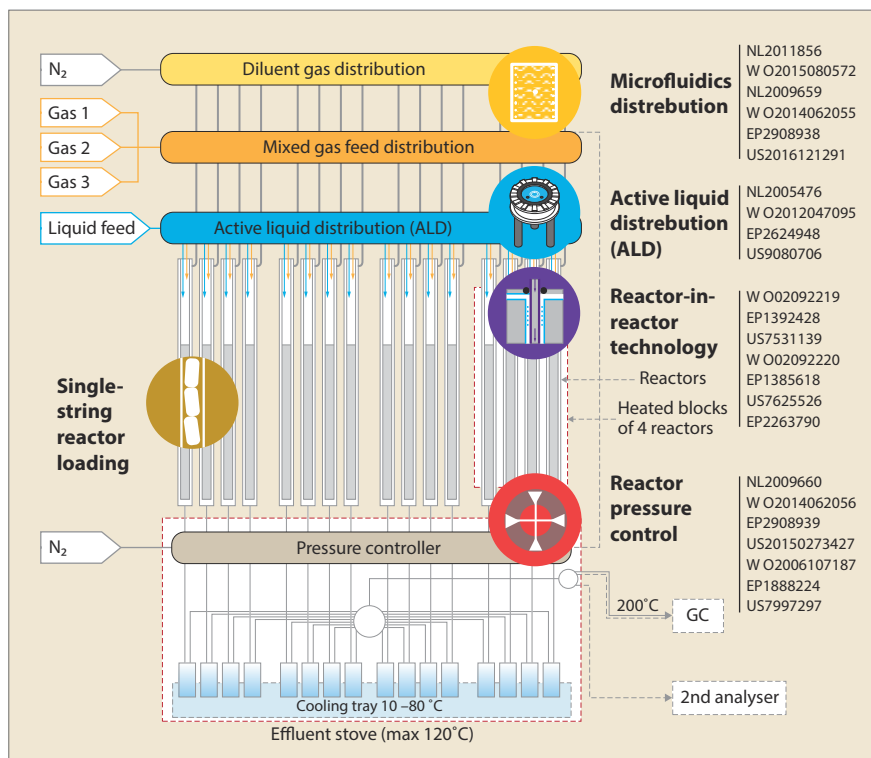 N₂
Diluent gas distribution
Gas 1
Gas 2
Gas 3
Mixed gas feed distribution
Liquid feed
Active liquid distribution (ALD)
Microfluidics
distrebution
NL2011856
W O2015080572
NL2009659
W O2014062055
EP2908938
US2016121291
Active liquid
distrebution
(ALD)
NL2005476
W O2012047095
EP2624948
US9080706
Reactor-in-
reactor
technology
W O02092219
EP1392428
US7531139
W O02092220
EP1385618
US7625526
EP2263790
Reactors
Heated blocks
of 4 reactors
Single-
string
reactor
loading
Reactor
pressure
control
NL2009660
W O2014062056
EP2908939
US20150273427
W O2006107187
EP1888224
US7997297
N₂
Pressure controller
200˚C
GC
2nd analyser
Cooling tray 10 –80 ˚C
Effluent stove (max 120˚C)